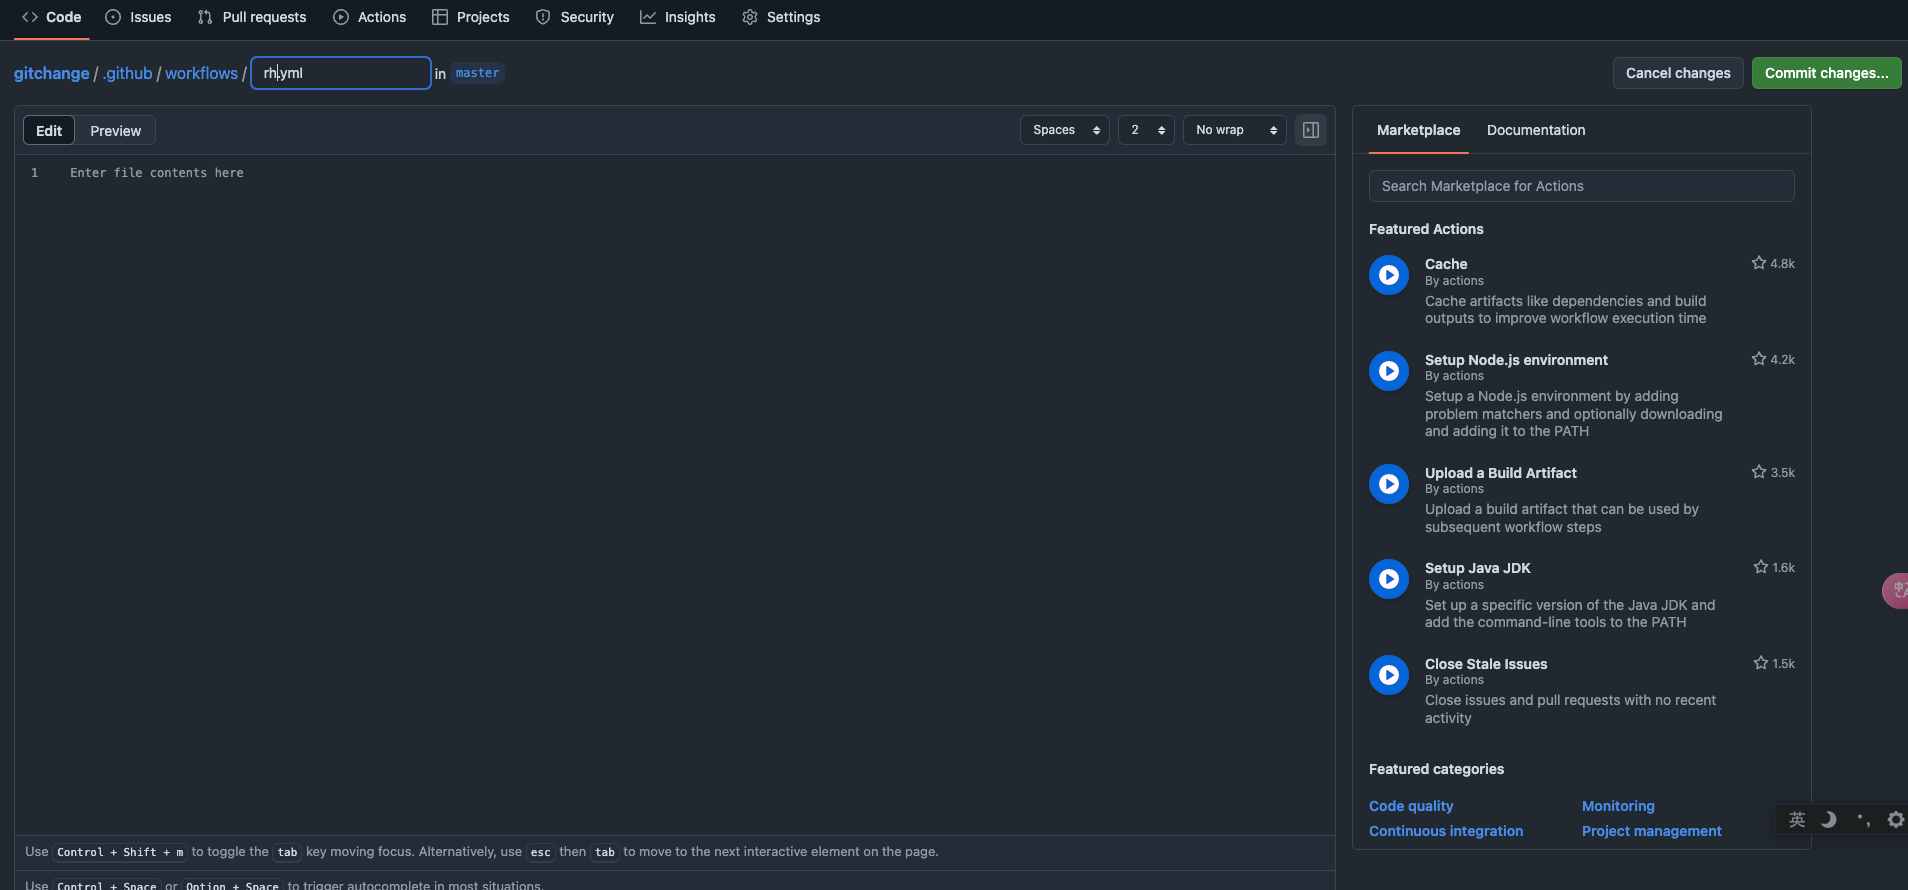 Code Issues Pull requests Actions Projects Security Insights Settings
gitchange / .github / workflows / rh.yml in master Cancel changes Commit changes...
Edit Preview Spaces 2 No wrap
1 Enter file contents here
Use Control + Shift + m to toggle the tab key moving focus. Alternatively, use esc then tab to move to the next interactive element on the page.
Use Control + Space or Option + Space to trigger autocomplete in most situations.
Marketplace Documentation
Search Marketplace for Actions
Featured Actions
Cache 4.8k
By actions
Cache artifacts like dependencies and build
outputs to improve workflow execution time
Setup Node.js environment 4.2k
By actions
Setup a Node.js environment by adding
problem matchers and optionally downloading
and adding it to the PATH
Upload a Build Artifact 3.5k
By actions
Upload a build artifact that can be used by
subsequent workflow steps
Setup Java JDK 1.6k
By actions
Set up a specific version of the Java JDK and
add the command-line tools to the PATH
Close Stale Issues 1.5k
By actions
Close issues and pull requests with no recent
activity
Featured categories
Code quality Monitoring
Continuous integration Project management
英